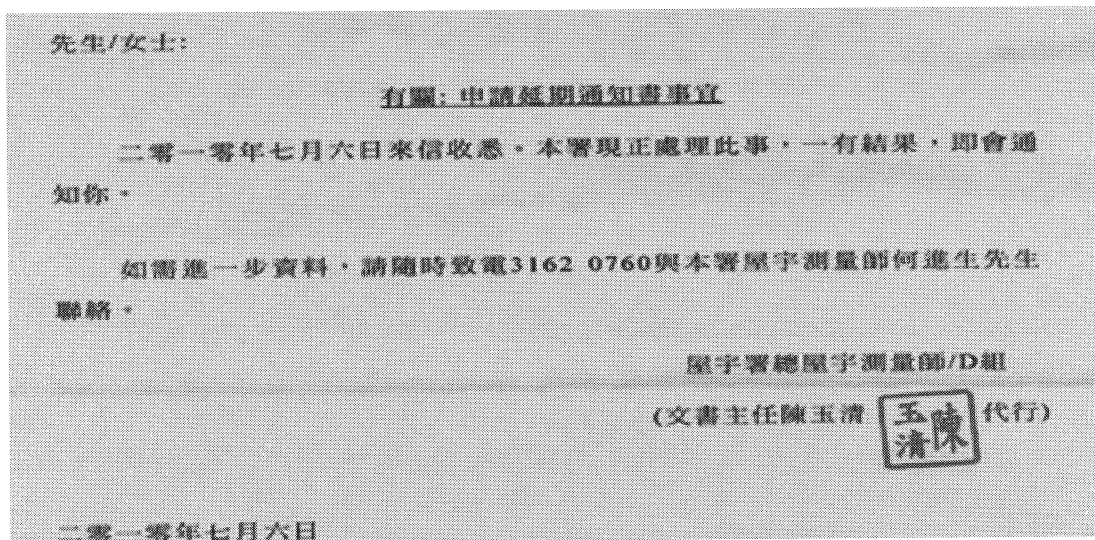 先生/女士:
有關: 申請延期通知書事宜
二零一零年七月六日來信收悉。本署現正處理此事,一有結果,即會通
知你。
如需進一步資料,請隨時致電3162 0760與本署屋宇測量師何進生先生
聯絡。
屋宇署總屋宇測量師/D組
(文書主任陳玉清 陳玉清 代行)
二零一零年七月六日